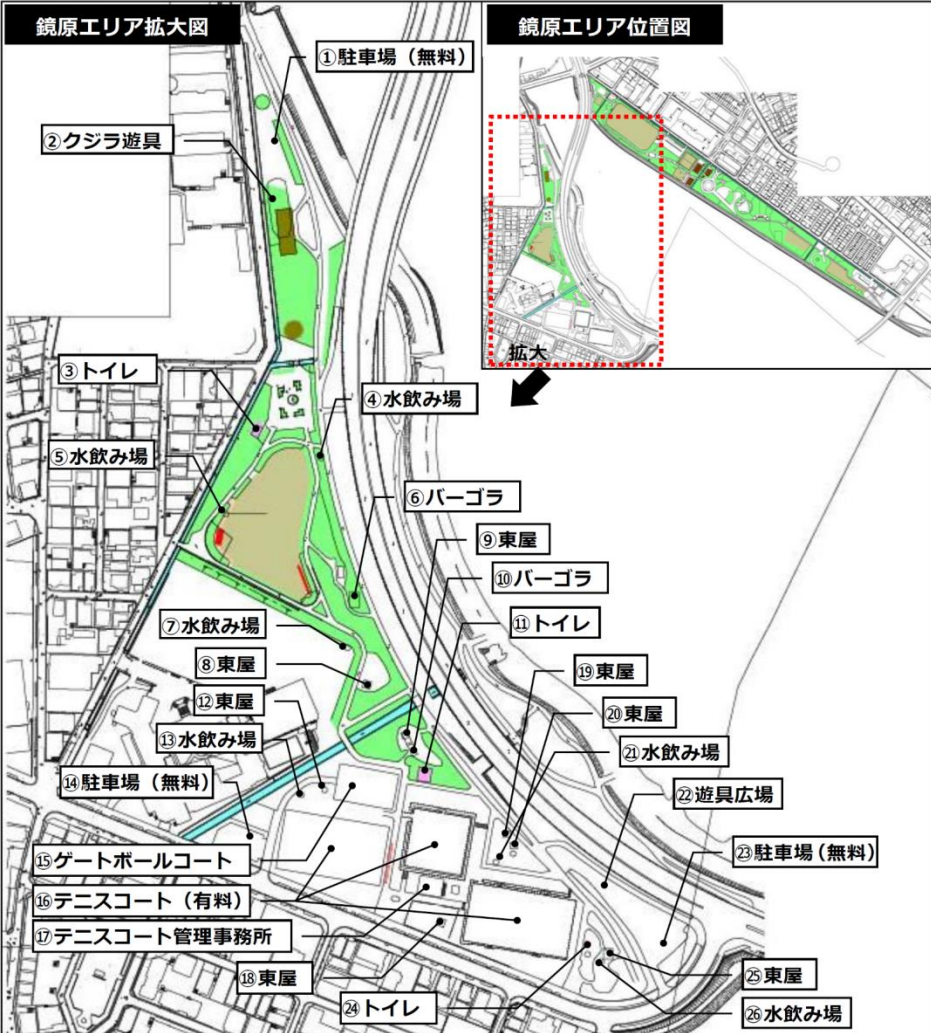 鏡原エリア拡大図
鏡原エリア位置図
①駐車場（無料）
②クジラ遊具
拡大
③トイレ
④水飲み場
⑤水飲み場
⑥パーゴラ
⑨東屋
⑩パーゴラ
⑪トイレ
⑦水飲み場
⑧東屋
⑲東屋
⑫東屋
⑳東屋
⑬水飲み場
㉑水飲み場
⑭駐車場（無料）
㉒遊具広場
㉓駐車場（無料）
⑮ゲートボールコート
⑯テニスコート（有料）
⑰テニスコート管理事務所
⑱東屋
㉕東屋
㉔トイレ
㉖水飲み場